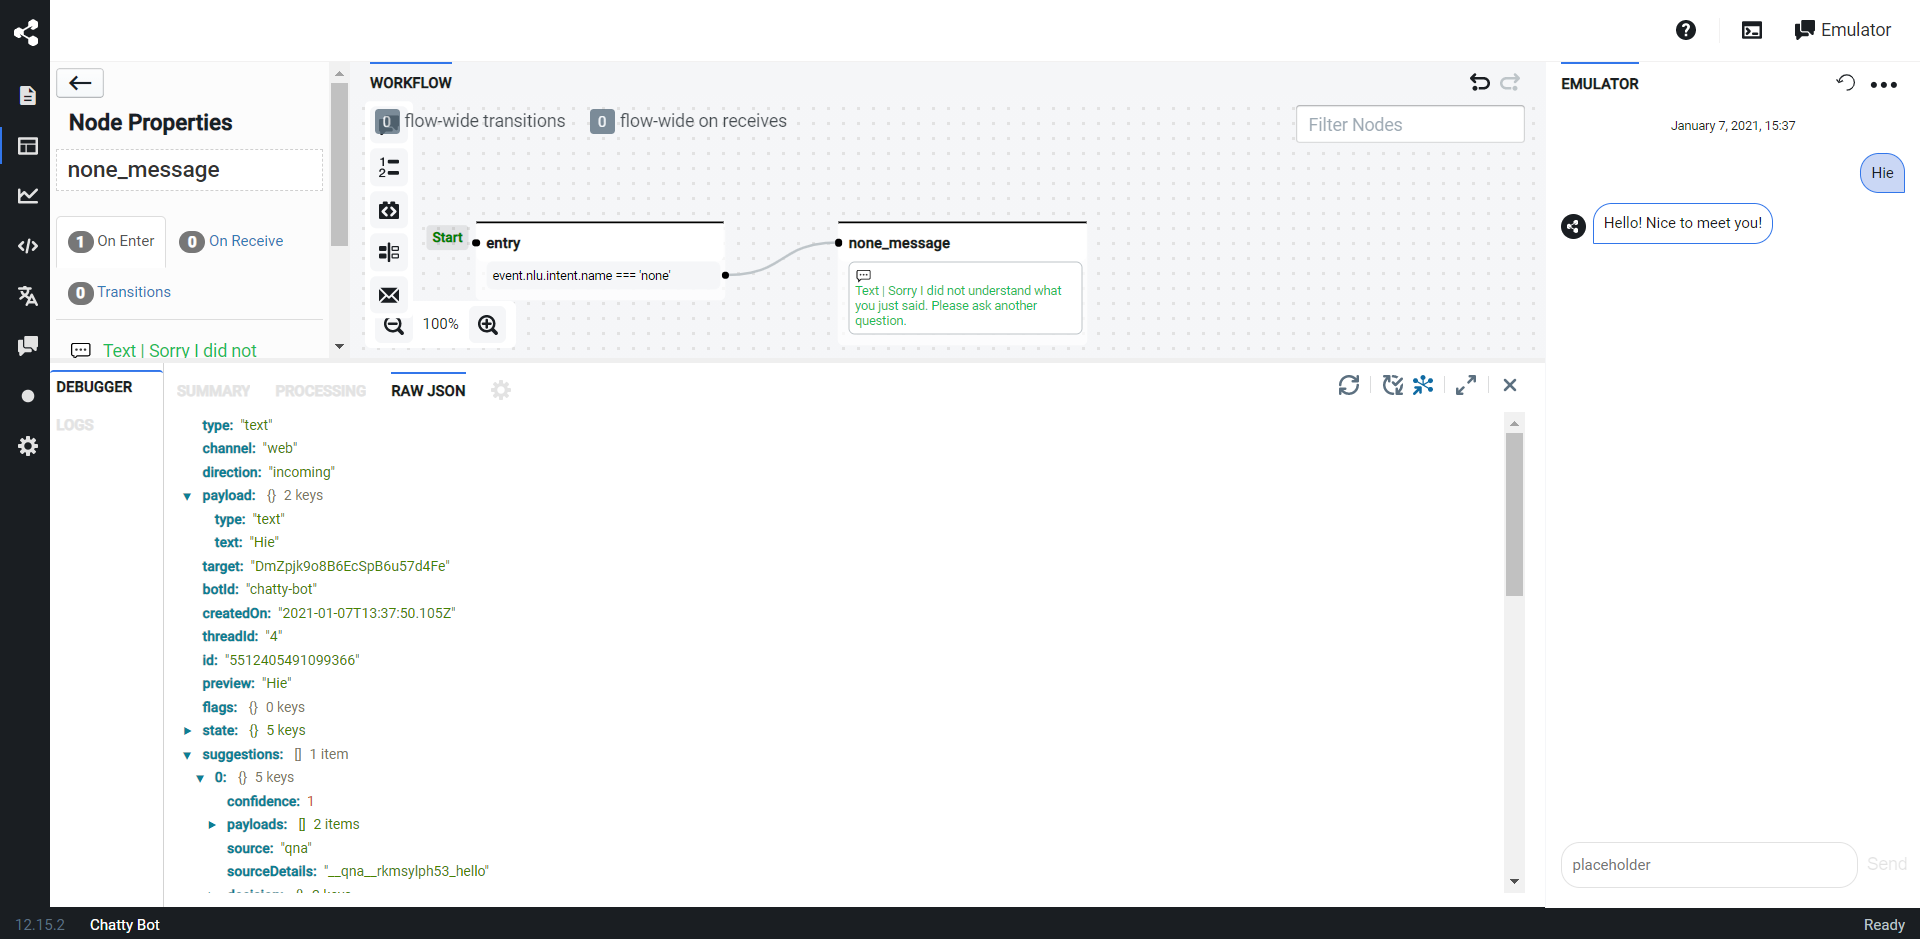 Emulator
Node Properties
none_message
1 On Enter
0 On Receive
0 Transitions
Text | Sorry I did not
WORKFLOW
0 flow-wide transitions
0 flow-wide on receives
Filter Nodes
Start
entry
event.nlu.intent.name === 'none'
none_message
Text | Sorry I did not understand what
you just said. Please ask another
question.
100%
EMULATOR
January 7, 2021, 15:37
Hie
Hello! Nice to meet you!
placeholder
Send
DEBUGGER
LOGS
SUMMARY
PROCESSING
RAW JSON
type: "text"
channel: "web"
direction: "incoming"
payload: {} 2 keys
type: "text"
text: "Hie"
target: "DmZpjk9o8B6EcSpB6u57d4Fe"
botId: "chatty-bot"
createdOn: "2021-01-07T13:37:50.105Z"
threadId: "4"
id: "5512405491099366"
preview: "Hie"
flags: {} 0 keys
state: {} 5 keys
suggestions: [] 1 item
0: {} 5 keys
confidence: 1
payloads: [] 2 items
source: "qna"
sourceDetails: "__qna__rkmsylph53_hello"
12.15.2
Chatty Bot
Ready